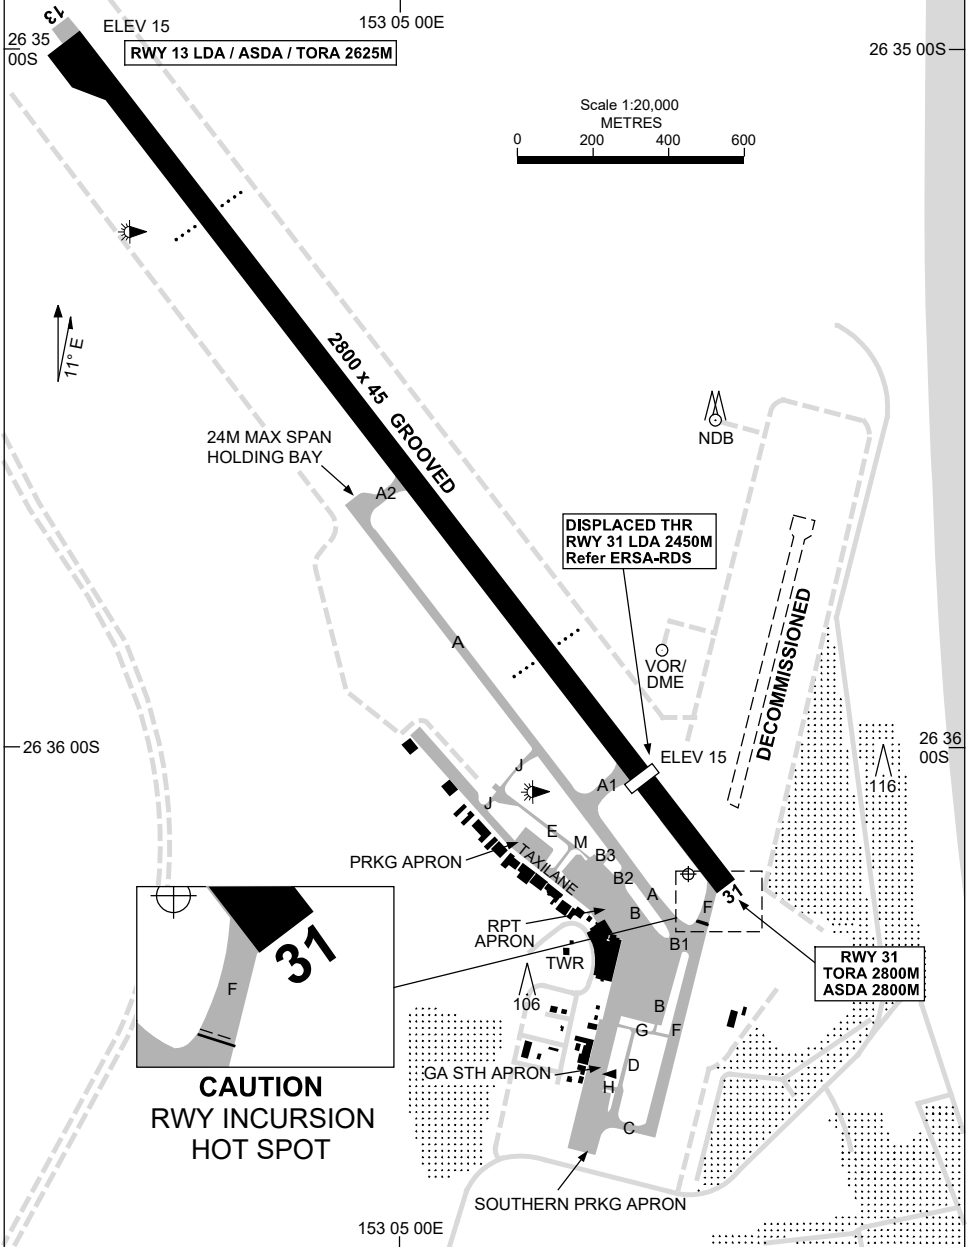 13
ELEV 15
153 05 00E
26 35
00S
RWY 13 LDA / ASDA / TORA 2625M
26 35 00S
Scale 1:20,000
METRES
0 200 400 600
11° E
2800 x 45 GROOVED
24M MAX SPAN
HOLDING BAY
A2
NDB
DISPLACED THR
RWY 31 LDA 2450M
Refer ERSA-RDS
DECOMMISSIONED
A
VOR/
DME
26 36 00S
ELEV 15
26 36
00S
J
A1
116
J
E
M
PRKG APRON
TAXILANE
B3
B2
A
31
F
B
RPT
APRON
B1
TWR
RWY 31
TORA 2800M
ASDA 2800M
31
F
106
B
G
F
D
GA STH APRON
H
C
CAUTION
RWY INCURSION
HOT SPOT
SOUTHERN PRKG APRON
153 05 00E